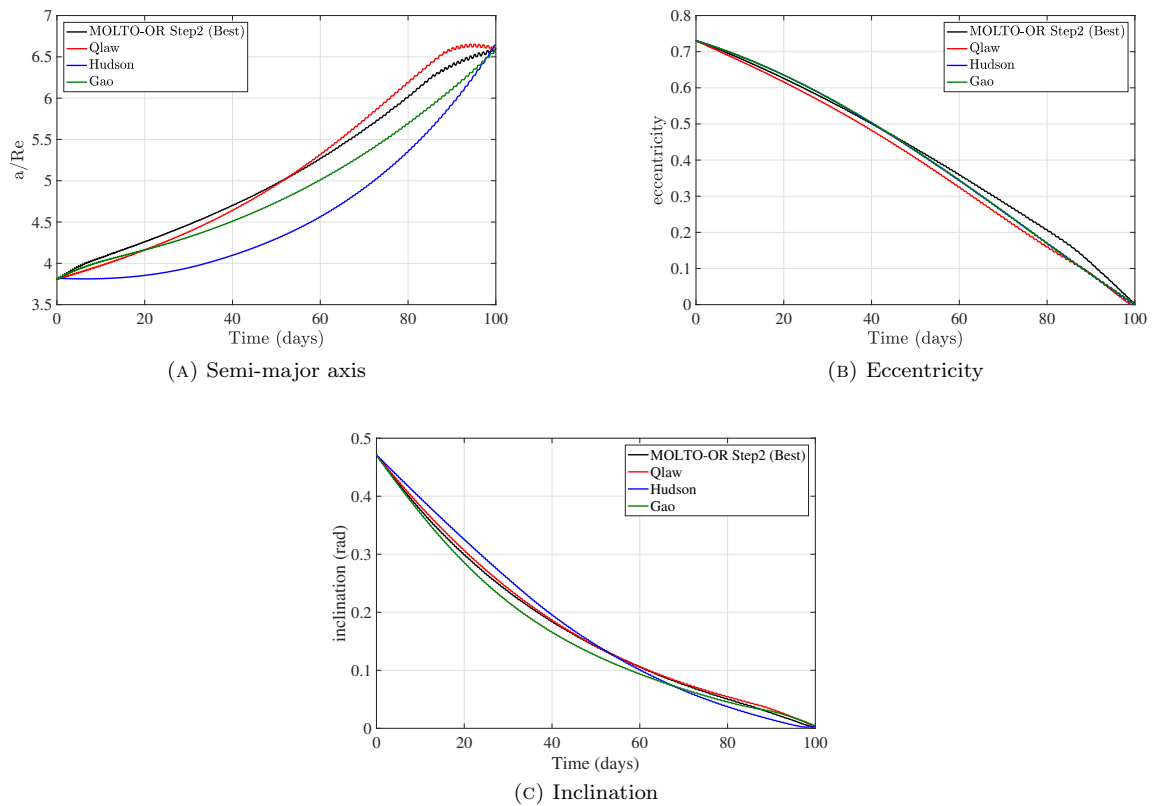 7
6.5
6
5.5
5
4.5
4
3.5
a/Re
MOLTO-OR Step2 (Best)
Qlaw
Hudson
Gao
0
20
40
60
80
100
Time (days)
(A) Semi-major axis
0.8
0.7
0.6
0.5
0.4
0.3
0.2
0.1
0
eccentricity
MOLTO-OR Step2 (Best)
Qlaw
Hudson
Gao
0
20
40
60
80
100
Time (days)
(B) Eccentricity
0.5
0.4
0.3
0.2
0.1
0
inclination (rad)
MOLTO-OR Step2 (Best)
Qlaw
Hudson
Gao
0
20
40
60
80
100
Time (days)
(C) Inclination